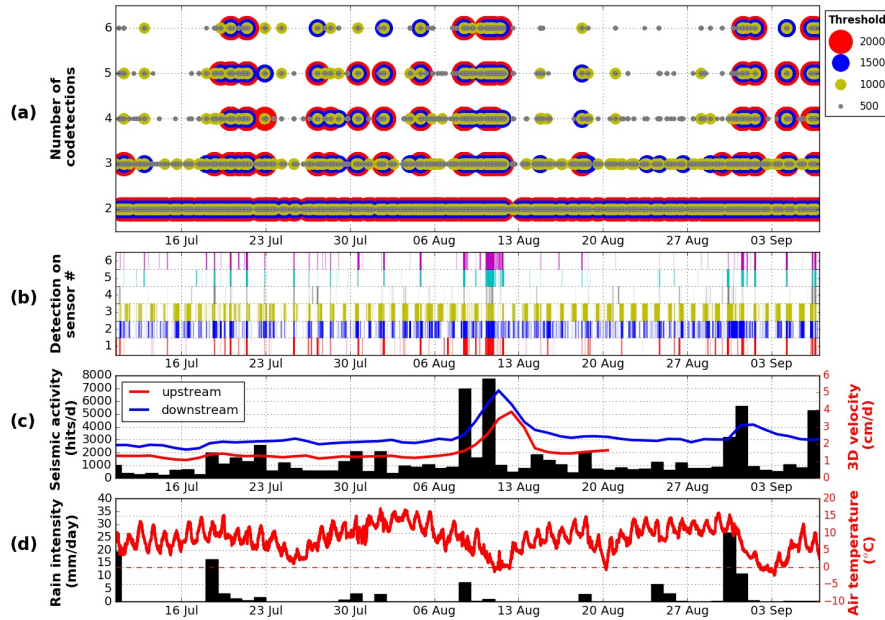 (a)
Number of
codetections
6
5
4
3
2
16 Jul 23 Jul 30 Jul 06 Aug 13 Aug 20 Aug 27 Aug 03 Sep
Threshold
2000
1500
1000
500
(b)
Detection on
sensor #
6
5
4
3
2
1
16 Jul 23 Jul 30 Jul 06 Aug 13 Aug 20 Aug 27 Aug 03 Sep
(c)
Seismic activity
(hits/d)
8000
7000
6000
5000
4000
3000
2000
1000
0
upstream
downstream
6
5
4
3
2
1
0
3D velocity
(cm/d)
16 Jul 23 Jul 30 Jul 06 Aug 13 Aug 20 Aug 27 Aug 03 Sep
(d)
Rain intensity
(mm/day)
40
35
30
25
20
15
10
5
0
20
15
10
5
0
−5
−10
Air temperature
(°C)
16 Jul 23 Jul 30 Jul 06 Aug 13 Aug 20 Aug 27 Aug 03 Sep